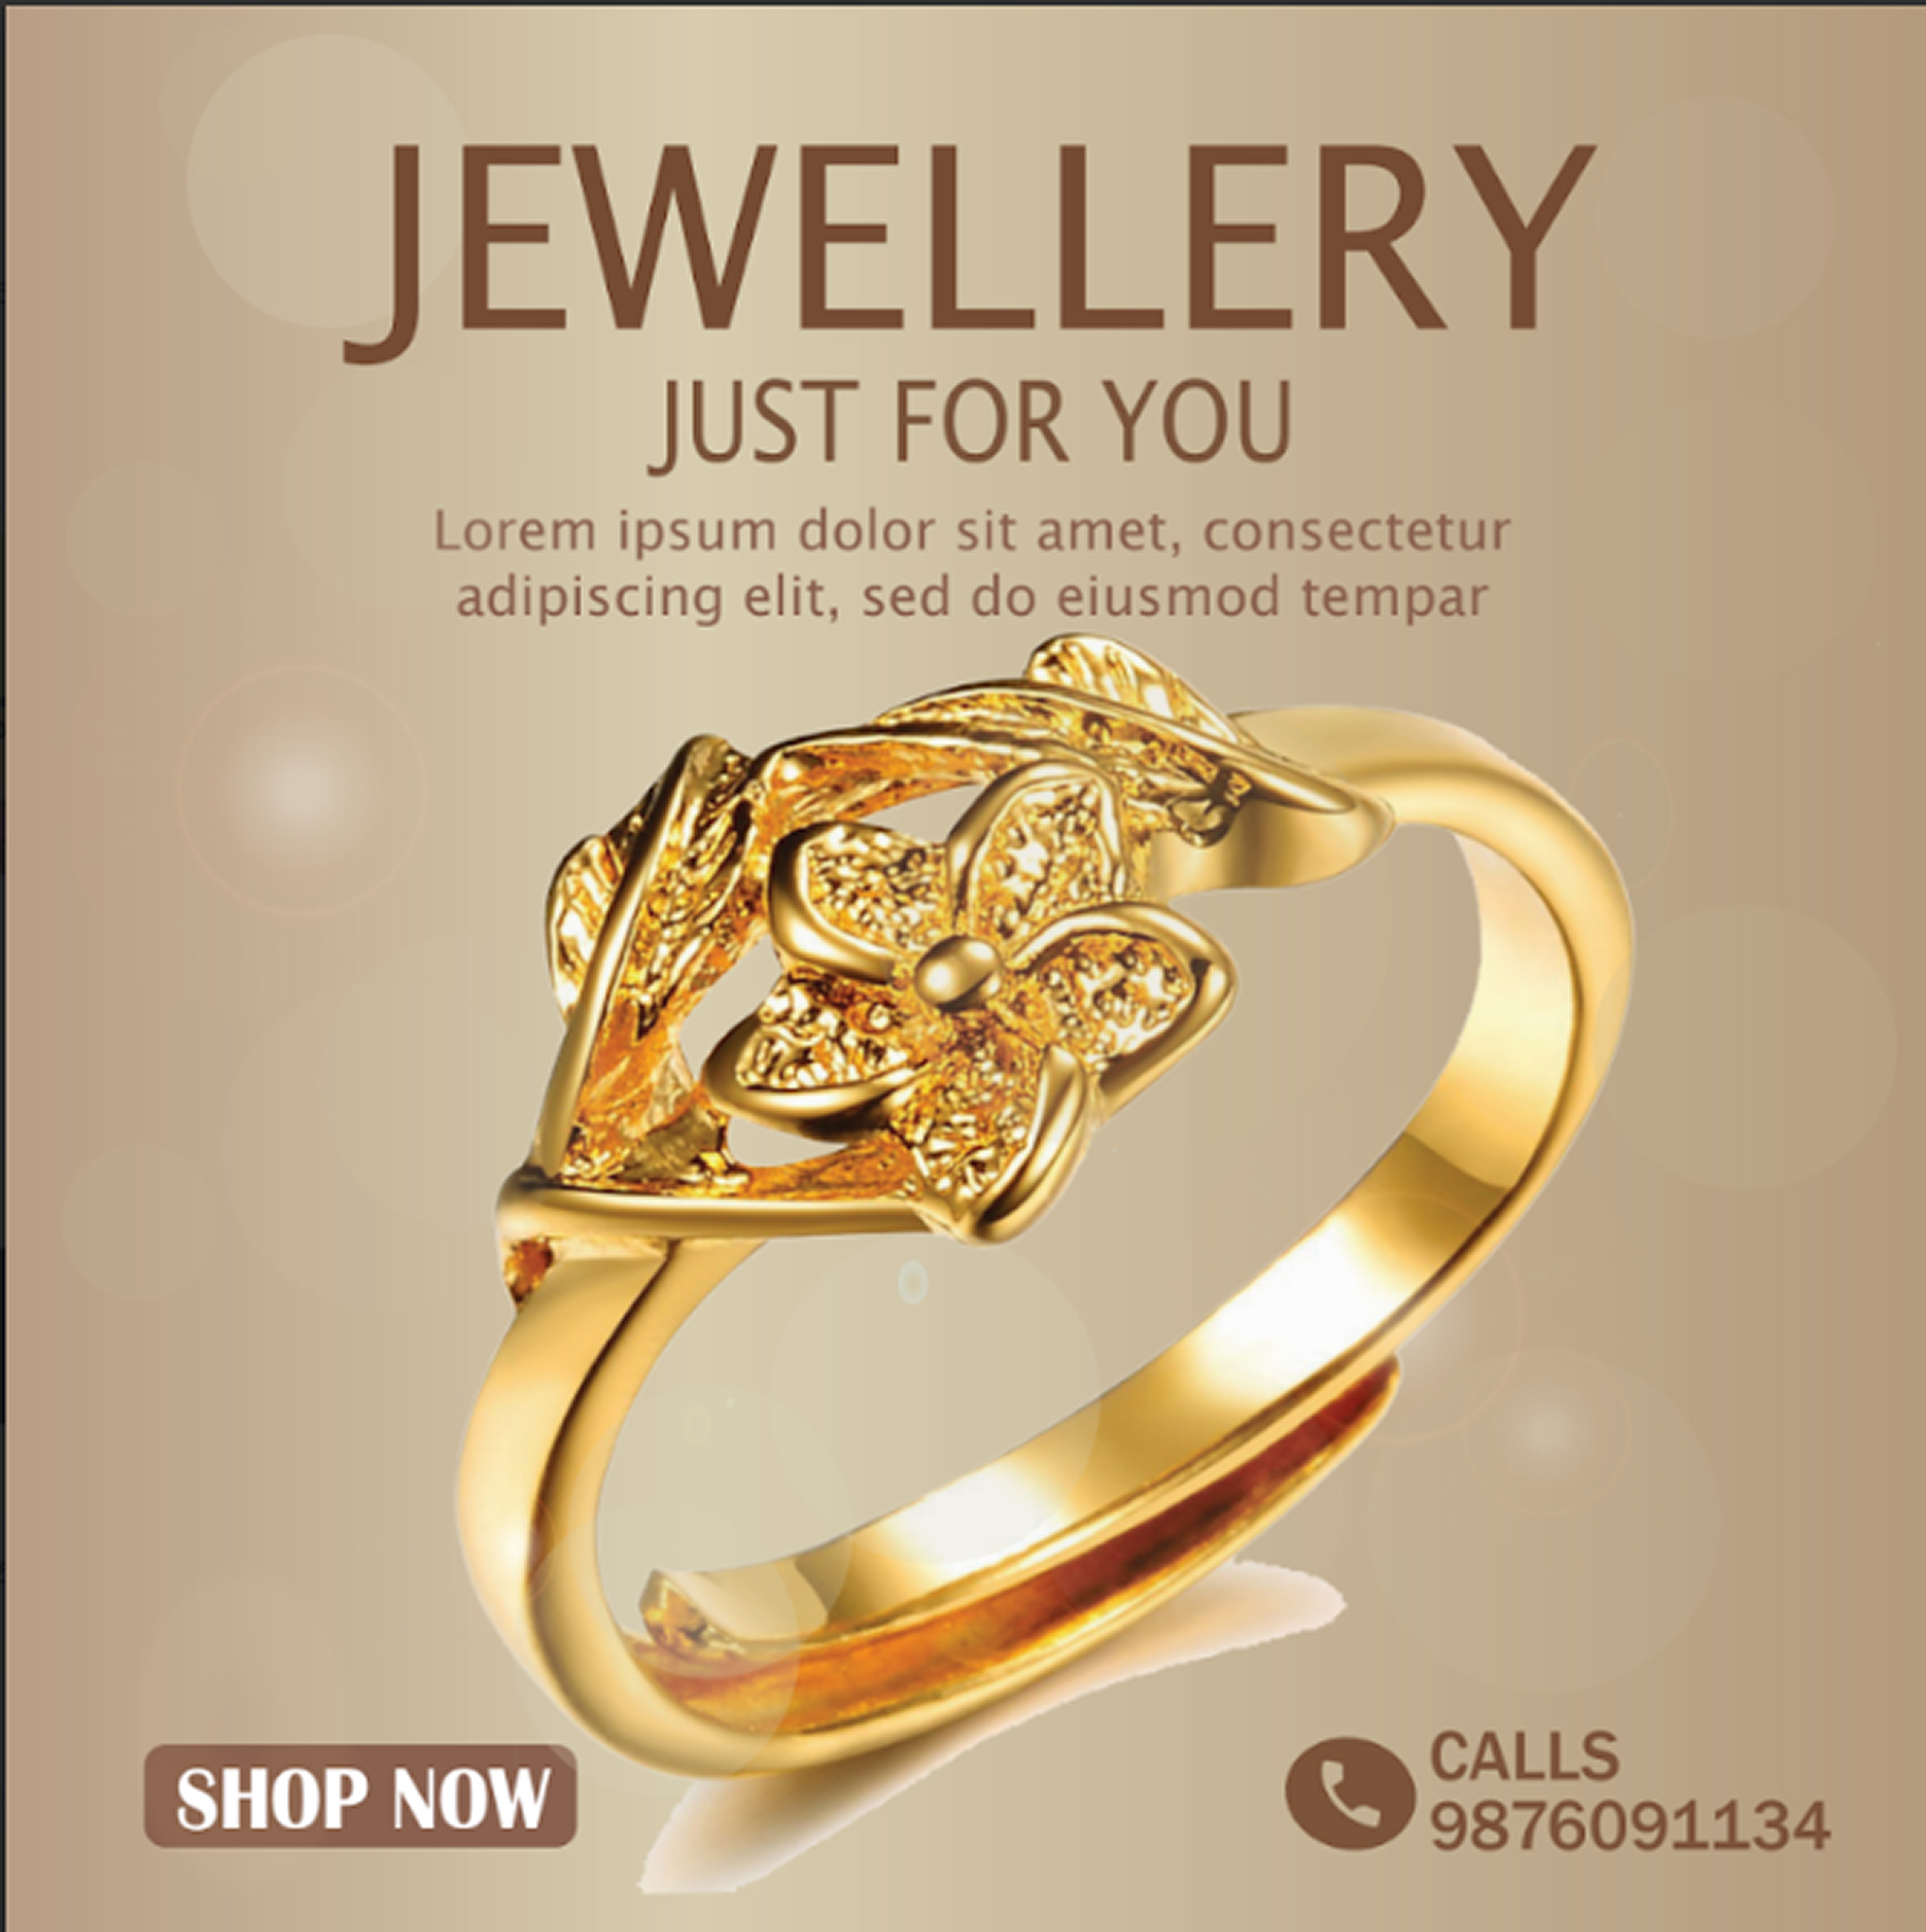 JEWELLERY
JUST FOR YOU
Lorem ipsum dolor sit amet, consectetur
adipiscing elit, sed do eiusmod tempar
SHOP NOW
CALLS
9876091134